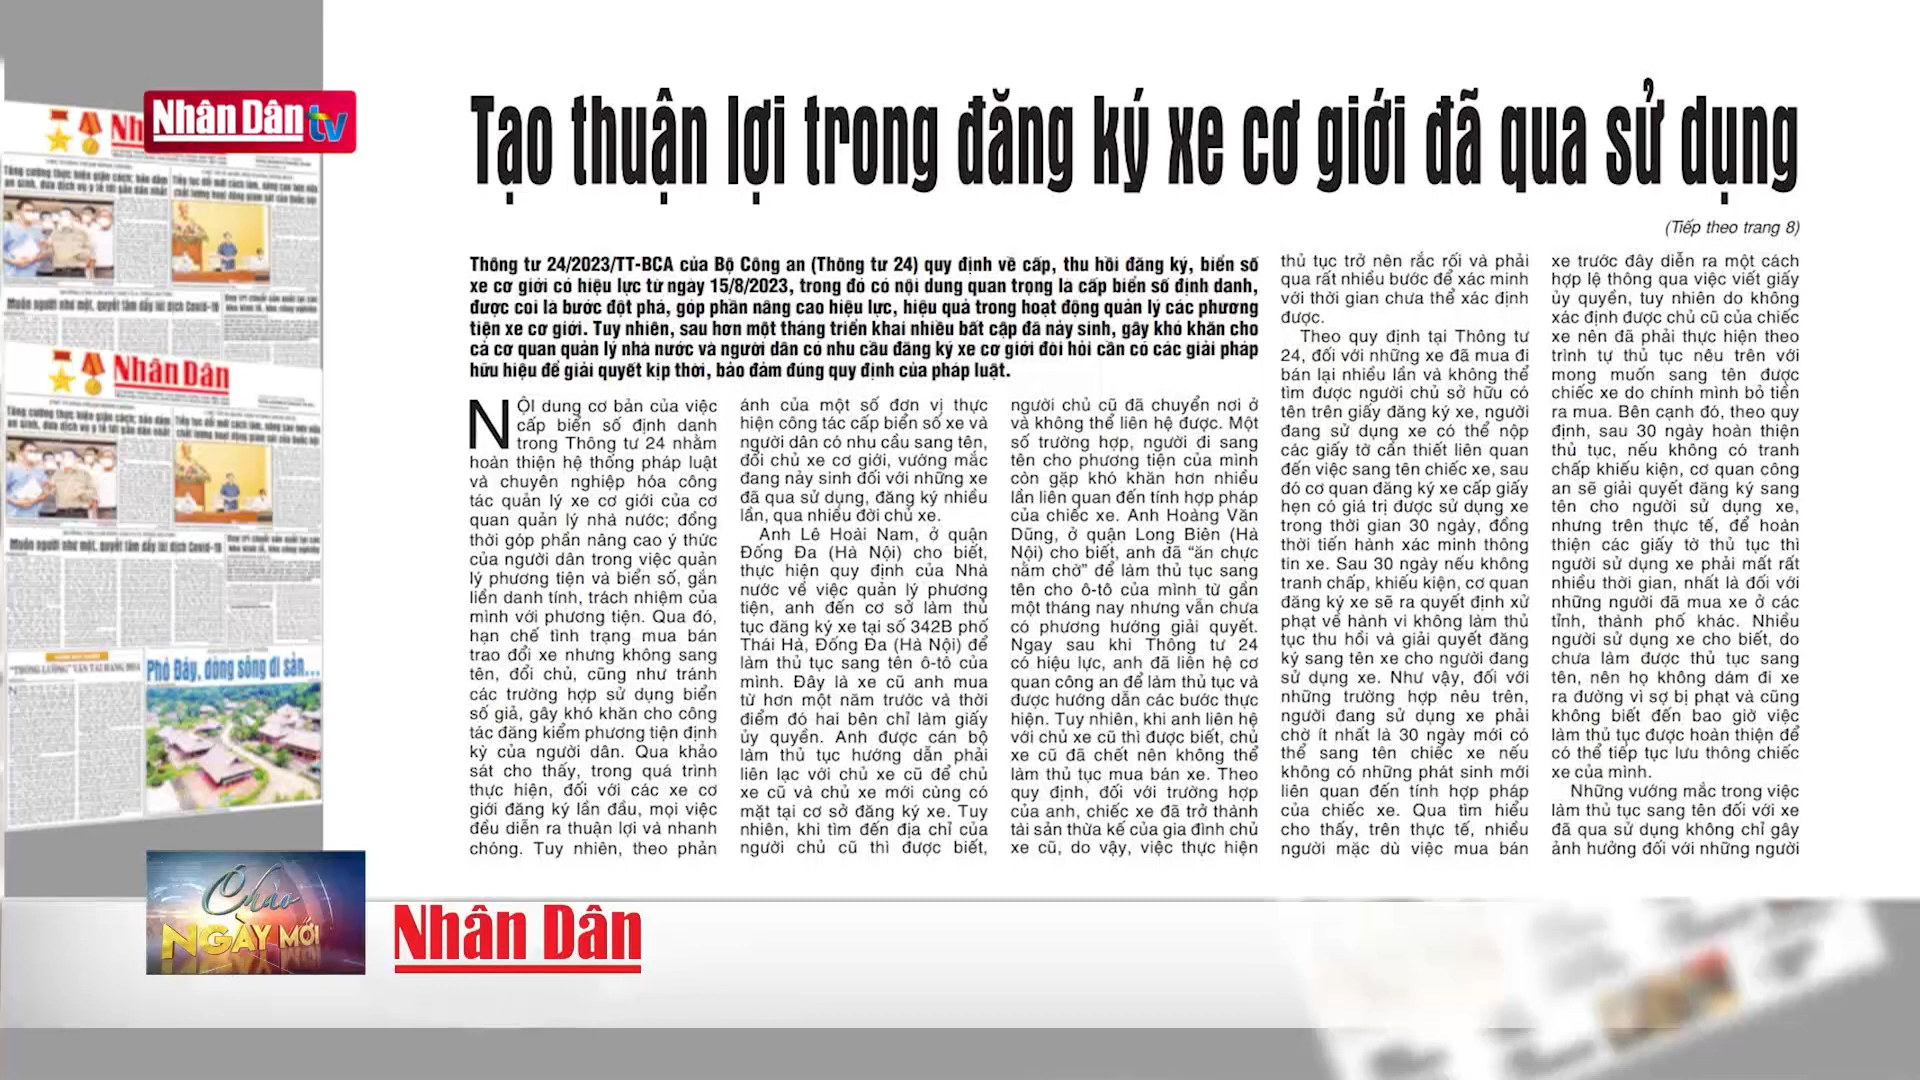 Nhân Dân tv
Tạo thuận lợi trong đăng ký xe cơ giới đã qua sử dụng
(Tiếp theo trang 8)
Thông tư 24/2023/TT-BCA của Bộ Công an (Thông tư 24) quy định về cấp, thu hồi đăng ký, biển số
xe cơ giới có hiệu lực từ ngày 15/8/2023, trong đó có nội dung quan trọng là cấp biển số định danh,
được coi là bước đột phá, góp phần nâng cao hiệu lực, hiệu quả trong hoạt động quản lý các phương
tiện xe cơ giới. Tuy nhiên, sau hơn một tháng triển khai nhiều bất cập đã nảy sinh, gây khó khăn cho
cả cơ quan quản lý nhà nước và người dân có nhu cầu đăng ký xe cơ giới đòi hỏi cần có các giải pháp
hữu hiệu để giải quyết kịp thời, bảo đảm đúng quy định của pháp luật.
NỘI dung cơ bản của việc
cấp biển số định danh
trong Thông tư 24 nhằm
hoàn thiện hệ thống pháp luật
và chuyên nghiệp hóa công
tác quản lý xe cơ giới của cơ
quan quản lý nhà nước; đồng
thời góp phần nâng cao ý thức
của người dân trong việc quản
lý phương tiện và biển số, gắn
liền danh tính, trách nhiệm của
mình với phương tiện. Qua đó,
hạn chế tình trạng mua bán
trao đổi xe nhưng không sang
tên, đổi chủ, cũng như tránh
các trường hợp sử dụng biển
số giả, gây khó khăn cho công
tác đăng kiểm phương tiện định
kỳ của người dân. Qua khảo
sát cho thấy, trong quá trình
thực hiện, đối với các xe cơ
giới đăng ký lần đầu, mọi việc
đều diễn ra thuận lợi và nhanh
chóng. Tuy nhiên, theo phản
ánh của một số đơn vị thực
hiện công tác cấp biển số xe và
người dân có nhu cầu sang tên,
đổi chủ xe cơ giới, vướng mắc
đang nảy sinh đối với những xe
đã qua sử dụng, đăng ký nhiều
lần, qua nhiều đời chủ xe.
Anh Lê Hoài Nam, ở quận
Đống Đa (Hà Nội) cho biết,
thực hiện quy định của Nhà
nước về việc quản lý phương
tiện, anh đến cơ sở làm thủ
tục đăng ký xe tại số 342B phố
Thái Hà, Đống Đa (Hà Nội) để
làm thủ tục sang tên ô-tô của
mình. Đây là xe cũ anh mua
từ hơn một năm trước và thời
điểm đó hai bên chỉ làm giấy
ủy quyền. Anh được cán bộ
làm thủ tục hướng dẫn phải
liên lạc với chủ xe cũ để chủ
xe cũ và chủ xe mới cùng có
mặt tại cơ sở đăng ký xe. Tuy
nhiên, khi tìm đến địa chỉ của
người chủ cũ thì được biết,
người chủ cũ đã chuyển nơi ở
và không thể liên hệ được. Một
số trường hợp, người đi sang
tên cho phương tiện của mình
còn gặp khó khăn hơn nhiều
lần liên quan đến tính hợp pháp
của chiếc xe. Anh Hoàng Văn
Dũng, ở quận Long Biên (Hà
Nội) cho biết, anh đã “ăn chực
nằm chờ” để làm thủ tục sang
tên cho ô-tô của mình từ gần
một tháng nay nhưng vẫn chưa
có phương hướng giải quyết.
Ngay sau khi Thông tư 24
có hiệu lực, anh đã liên hệ cơ
quan công an để làm thủ tục và
được hướng dẫn các bước thực
hiện. Tuy nhiên, khi anh liên hệ
với chủ xe cũ thì được biết, chủ
xe cũ đã chết nên không thể
làm thủ tục mua bán xe. Theo
quy định, đối với trường hợp
của anh, chiếc xe đã trở thành
tài sản thừa kế của gia đình chủ
xe cũ, do vậy, việc thực hiện
thủ tục trở nên rắc rối và phải
qua rất nhiều bước để xác minh
với thời gian chưa thể xác định
được.
Theo quy định tại Thông tư
24, đối với những xe đã mua đi
bán lại nhiều lần và không thể
tìm được người chủ sở hữu có
tên trên giấy đăng ký xe, người
đang sử dụng xe có thể nộp
các giấy tờ cần thiết liên quan
đến việc sang tên chiếc xe, sau
đó cơ quan đăng ký xe cấp giấy
hẹn có giá trị được sử dụng xe
trong thời gian 30 ngày, đồng
thời tiến hành xác minh thông
tin xe. Sau 30 ngày nếu không
tranh chấp, khiếu kiện, cơ quan
đăng ký xe sẽ ra quyết định xử
phạt về hành vi không làm thủ
tục thu hồi và giải quyết đăng
ký sang tên xe cho người đang
sử dụng xe. Như vậy, đối với
những trường hợp nêu trên,
người đang sử dụng xe phải
chờ ít nhất là 30 ngày mới có
thể sang tên chiếc xe nếu
không có những phát sinh mới
liên quan đến tính hợp pháp
của chiếc xe. Qua tìm hiểu
cho thấy, trên thực tế, nhiều
người mặc dù việc mua bán
xe trước đây diễn ra một cách
hợp lệ thông qua việc viết giấy
ủy quyền, tuy nhiên do không
xác định được chủ cũ của chiếc
xe nên đã phải thực hiện theo
trình tự thủ tục nêu trên với
mong muốn sang tên được
chiếc xe do chính mình bỏ tiền
ra mua. Bên cạnh đó, theo quy
định, sau 30 ngày hoàn thiện
thủ tục, nếu không có tranh
chấp khiếu kiện, cơ quan công
an sẽ giải quyết đăng ký sang
tên cho người sử dụng xe,
nhưng trên thực tế, để hoàn
thiện các giấy tờ thủ tục thì
người sử dụng xe phải mất rất
nhiều thời gian, nhất là đối với
những người đã mua xe ở các
tỉnh, thành phố khác. Nhiều
người sử dụng xe cho biết, do
chưa làm được thủ tục sang
tên, nên họ không dám đi xe
ra đường vì sợ bị phạt và cũng
không biết đến bao giờ việc
làm thủ tục được hoàn thiện để
có thể tiếp tục lưu thông chiếc
xe của mình.
Những vướng mắc trong việc
làm thủ tục sang tên đối với xe
đã qua sử dụng không chỉ gây
ảnh hưởng đối với những người
Nhân Dân
Tăng cường thực hiện giãn cách; bảo đảm
an sinh, đưa dịch vụ y tế tới gần dân nhất
Tiếp tục đổi mới cách làm, nâng cao hơn nữa
chất lượng hoạt động giám sát của Quốc hội
Muôn người như một, quyết tâm đẩy lùi Covid-19
Phố Đáy, dòng sông di sản...
Chào
NGÀY MỚI
Nhân Dân